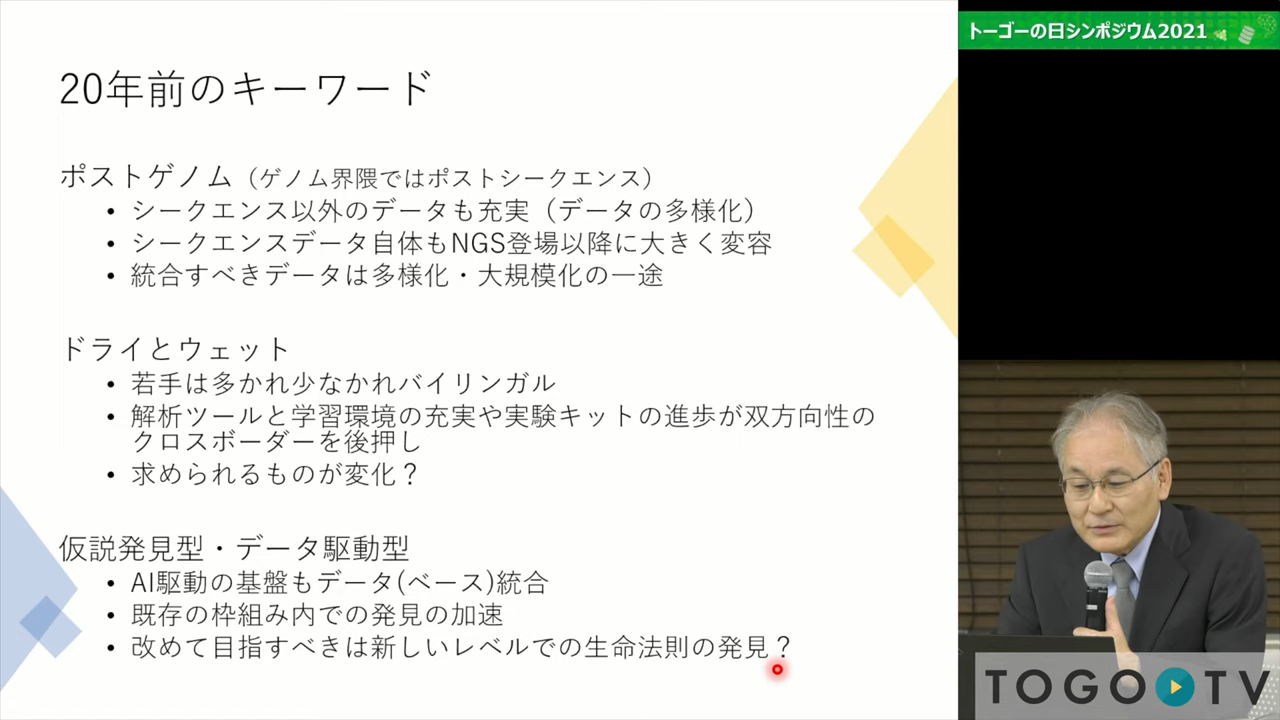 トーゴーの日シンポジウム2021
20年前のキーワード
ポストゲノム（ゲノム界隈ではポストシークエンス）
• シークエンス以外のデータも充実（データの多様化）
• シークエンスデータ自体もNGS登場以降に大きく変容
• 統合すべきデータは多様化・大規模化の一途
ドライとウェット
• 若手は多かれ少なかれバイリンガル
• 解析ツールと学習環境の充実や実験キットの進歩が双方向性の
クロスボーダーを後押し
• 求められるものが変化？
仮説発見型・データ駆動型
• AI駆動の基盤もデータ(ベース)統合
• 既存の枠組み内での発見の加速
• 改めて目指すべきは新しいレベルでの生命法則の発見？
TOGO TV